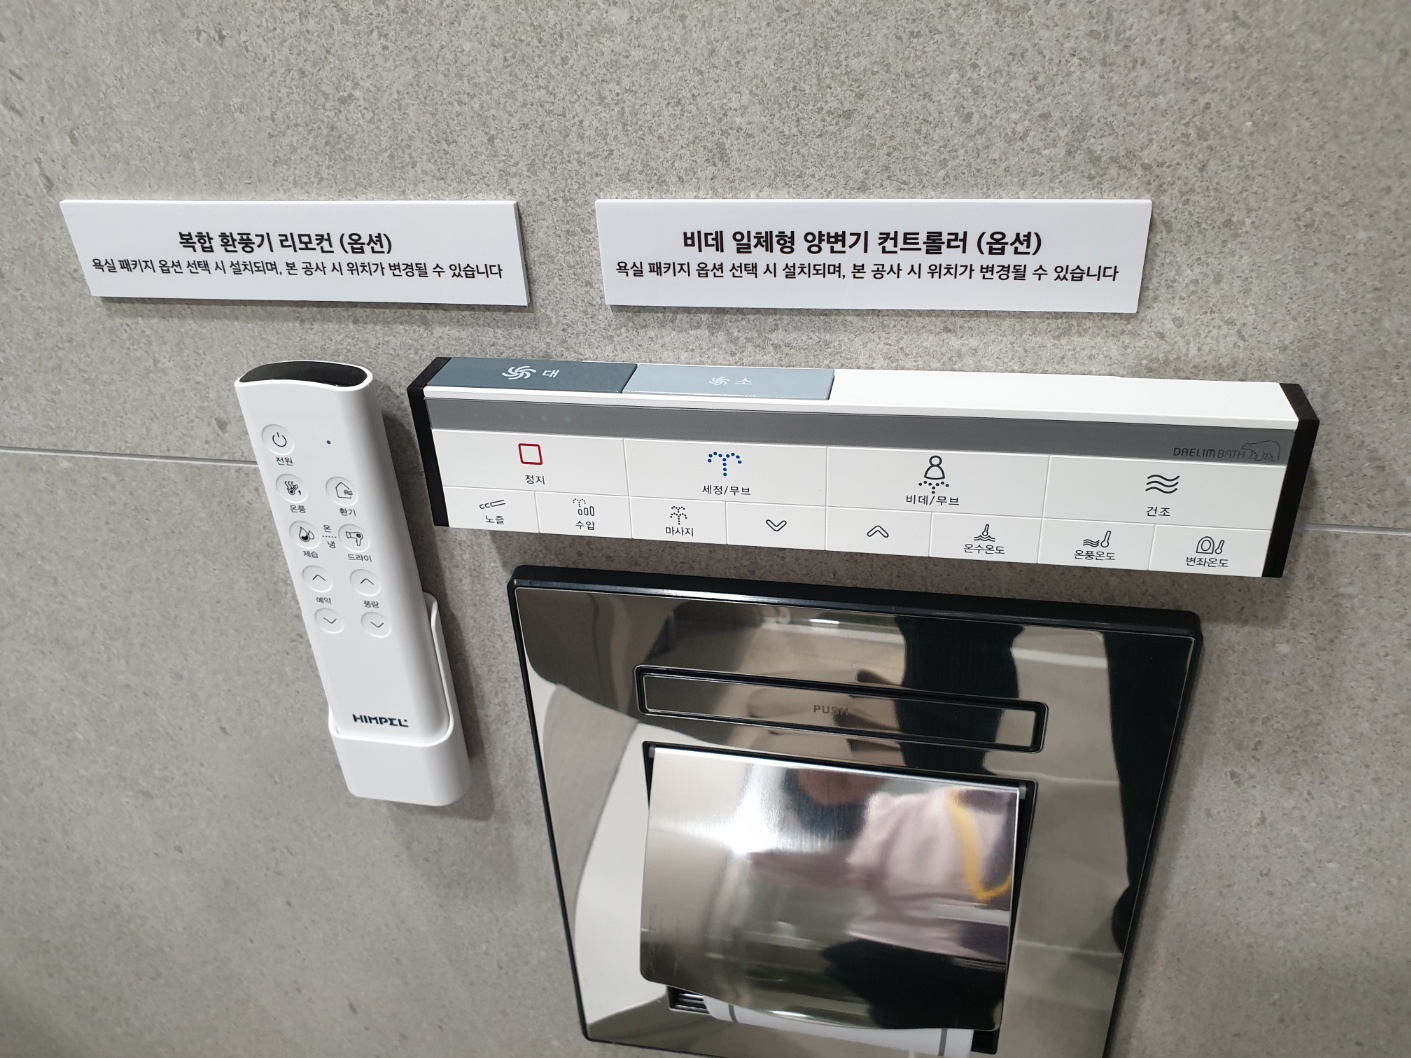 복합 환풍기 리모컨 (옵션)
욕실 패키지 옵션 선택 시 설치되며, 본 공사 시 위치가 변경될 수 있습니다
비데 일체형 양변기 컨트롤러 (옵션)
욕실 패키지 옵션 선택 시 설치되며, 본 공사 시 위치가 변경될 수 있습니다
대
소
DAELIM BATH
정지
세정/무브
비데/무브
건조
노즐
수압
마사지
온수온도
온풍온도
변좌온도
전원
온풍
환기
온
냉
제습
드라이
예약
풍량
HIMPEL
PUSH